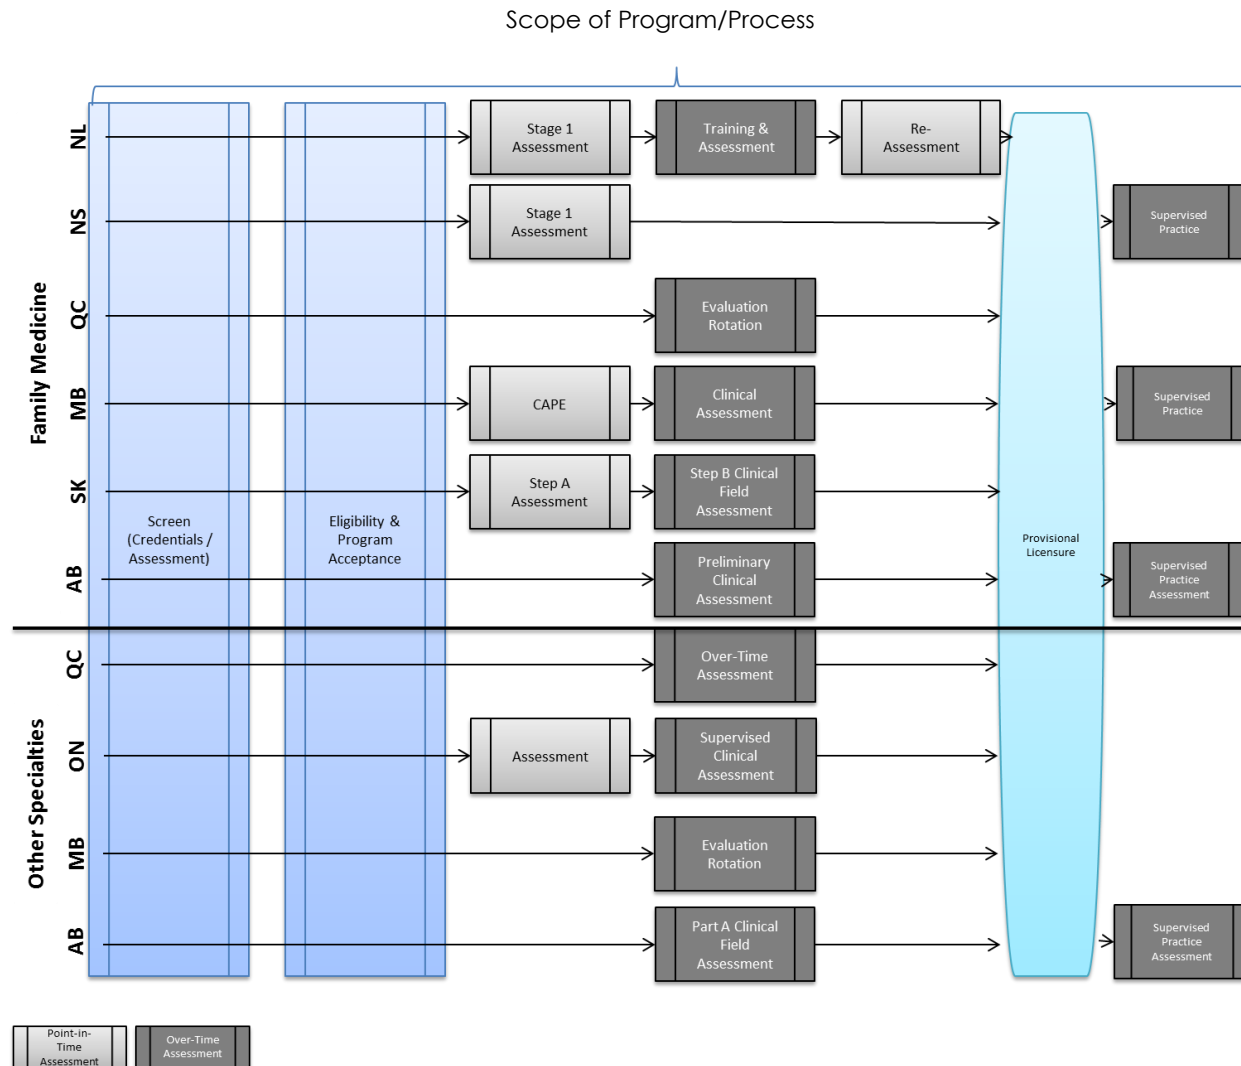 Scope of Program/Process
Family Medicine
NL
Stage 1
Assessment
Training &
Assessment
Re-
Assessment
NS
Stage 1
Assessment
Supervised
Practice
QC
Evaluation
Rotation
MB
CAPE
Clinical
Assessment
Supervised
Practice
SK
Step A
Assessment
Step B Clinical
Field
Assessment
Screen
(Credentials /
Assessment)
Eligibility &
Program
Acceptance
Provisional
Licensure
AB
Preliminary
Clinical
Assessment
Supervised
Practice
Assessment
Other Specialties
QC
Over-Time
Assessment
ON
Assessment
Supervised
Clinical
Assessment
MB
Evaluation
Rotation
AB
Part A Clinical
Field
Assessment
Supervised
Practice
Assessment
Point-in-
Time
Assessment
Over-Time
Assessment